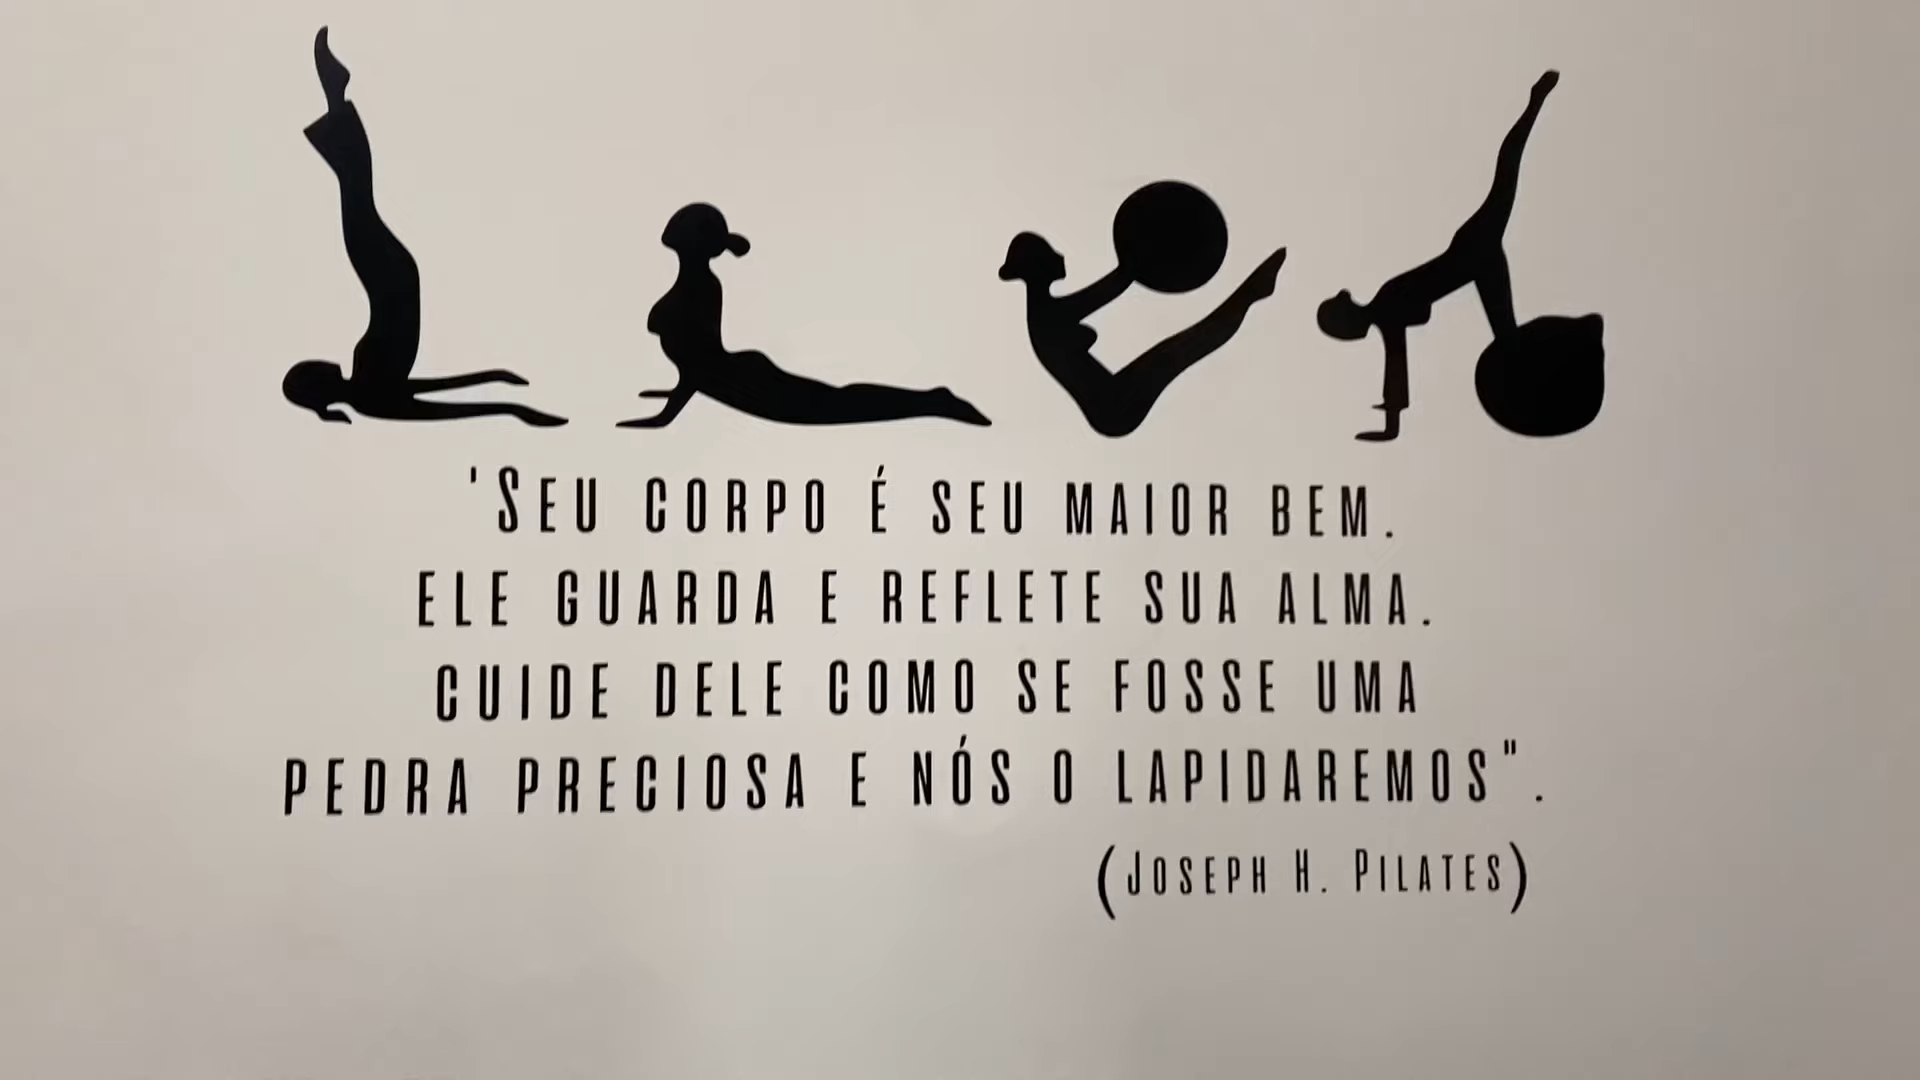 'Seu corpo é seu maior bem.
ele guarda e reflete sua alma.
cuide dele como se fosse uma
pedra preciosa e nós o lapidaremos".
(Joseph H. Pilates)